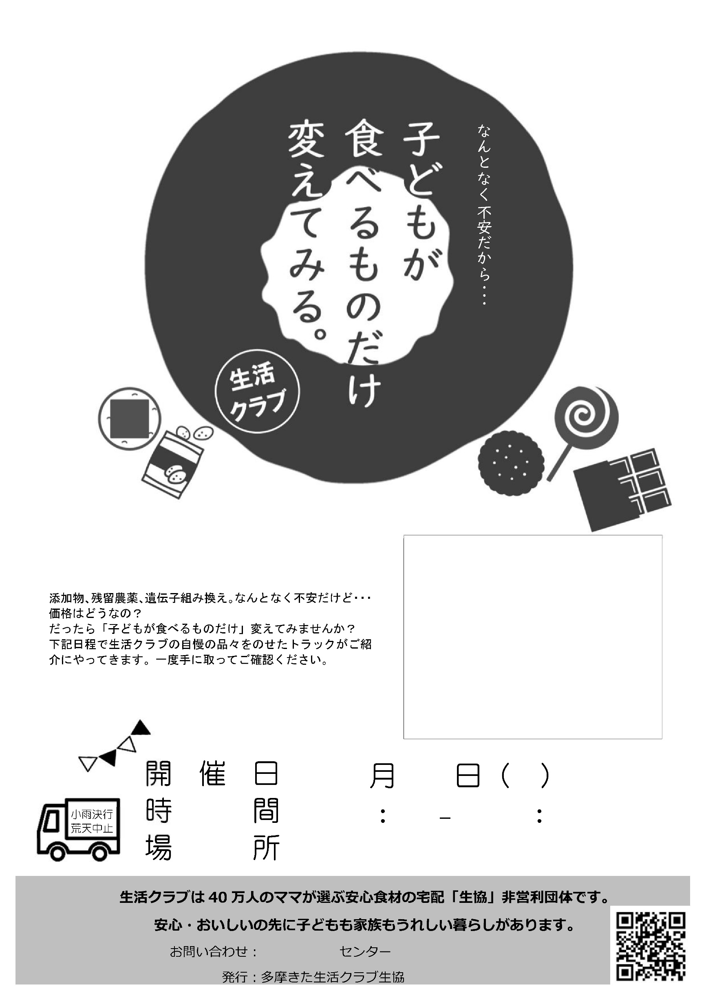 なんとなく不安だから…
子どもが
食べるものだけ
変えてみる。
生活
クラブ
添加物、残留農薬、遺伝子組み換え。なんとなく不安だけど・・・
価格はどうなの？
だったら「子どもが食べるものだけ」変えてみませんか？
下記日程で生活クラブの自慢の品々をのせたトラックがご紹
介にやってきます。一度手に取ってご確認ください。
開催日　月　日（　）
時間　：　－　：
場所
小雨決行
荒天中止
生活クラブは 40 万人のママが選ぶ安心食材の宅配「生協」非営利団体です。
安心・おいしいの先に子どもも家族もうれしい暮らしがあります。
お問い合わせ：　センター
発行：多摩きた生活クラブ生協